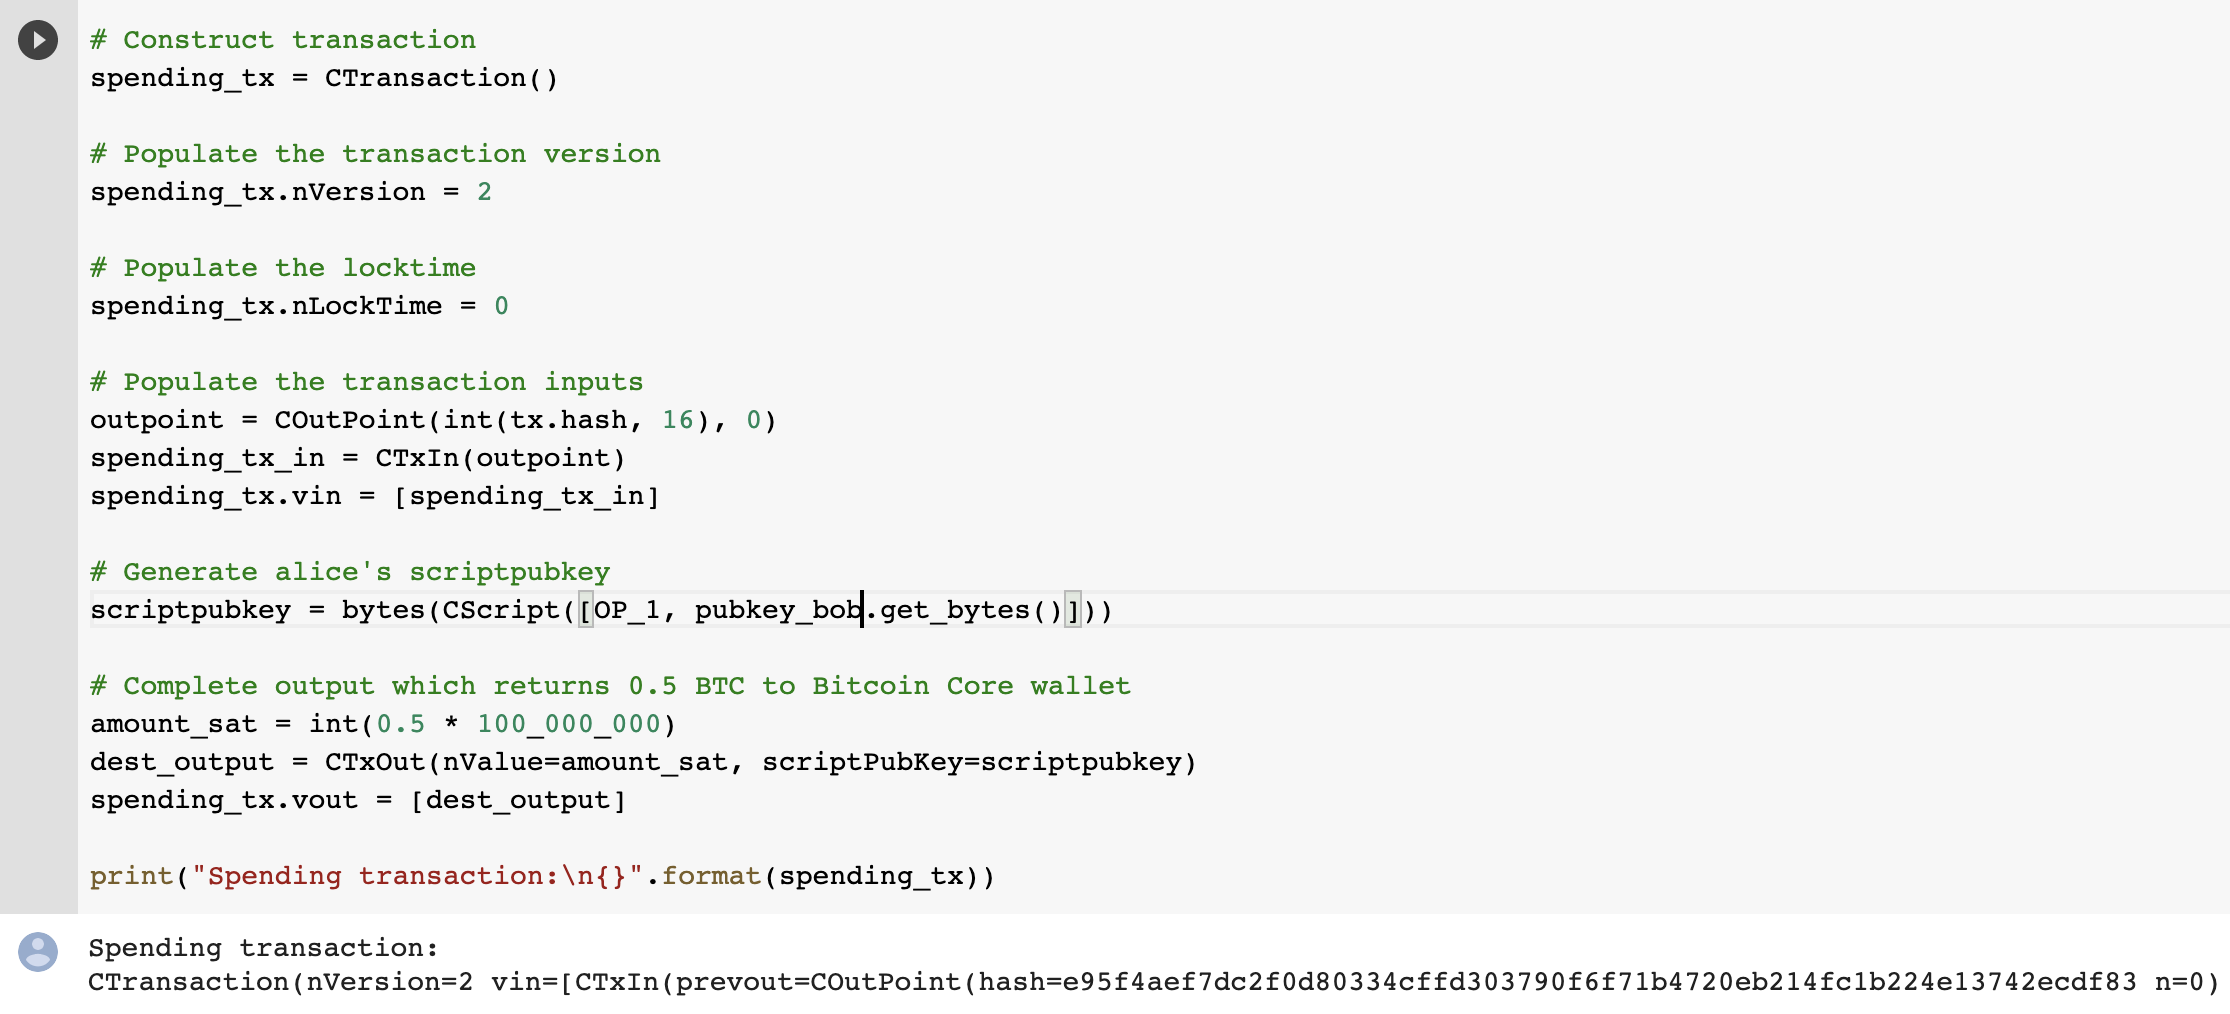 # Construct transaction
spending_tx = CTransaction()
# Populate the transaction version
spending_tx.nVersion = 2
# Populate the locktime
spending_tx.nLockTime = 0
# Populate the transaction inputs
outpoint = COutPoint(int(tx.hash, 16), 0)
spending_tx_in = CTxIn(outpoint)
spending_tx.vin = [spending_tx_in]
# Generate alice's scriptpubkey
scriptpubkey = bytes(CScript([OP_1, pubkey_bob.get_bytes()]))
# Complete output which returns 0.5 BTC to Bitcoin Core wallet
amount_sat = int(0.5 * 100_000_000)
dest_output = CTxOut(nValue=amount_sat, scriptPubKey=scriptpubkey)
spending_tx.vout = [dest_output]
print("Spending transaction:\n{}".format(spending_tx))
Spending transaction:
CTransaction(nVersion=2 vin=[CTxIn(prevout=COutPoint(hash=e95f4aef7dc2f0d80334cffd303790f6f71b4720eb214fc1b224e13742ecdf83 n=0)